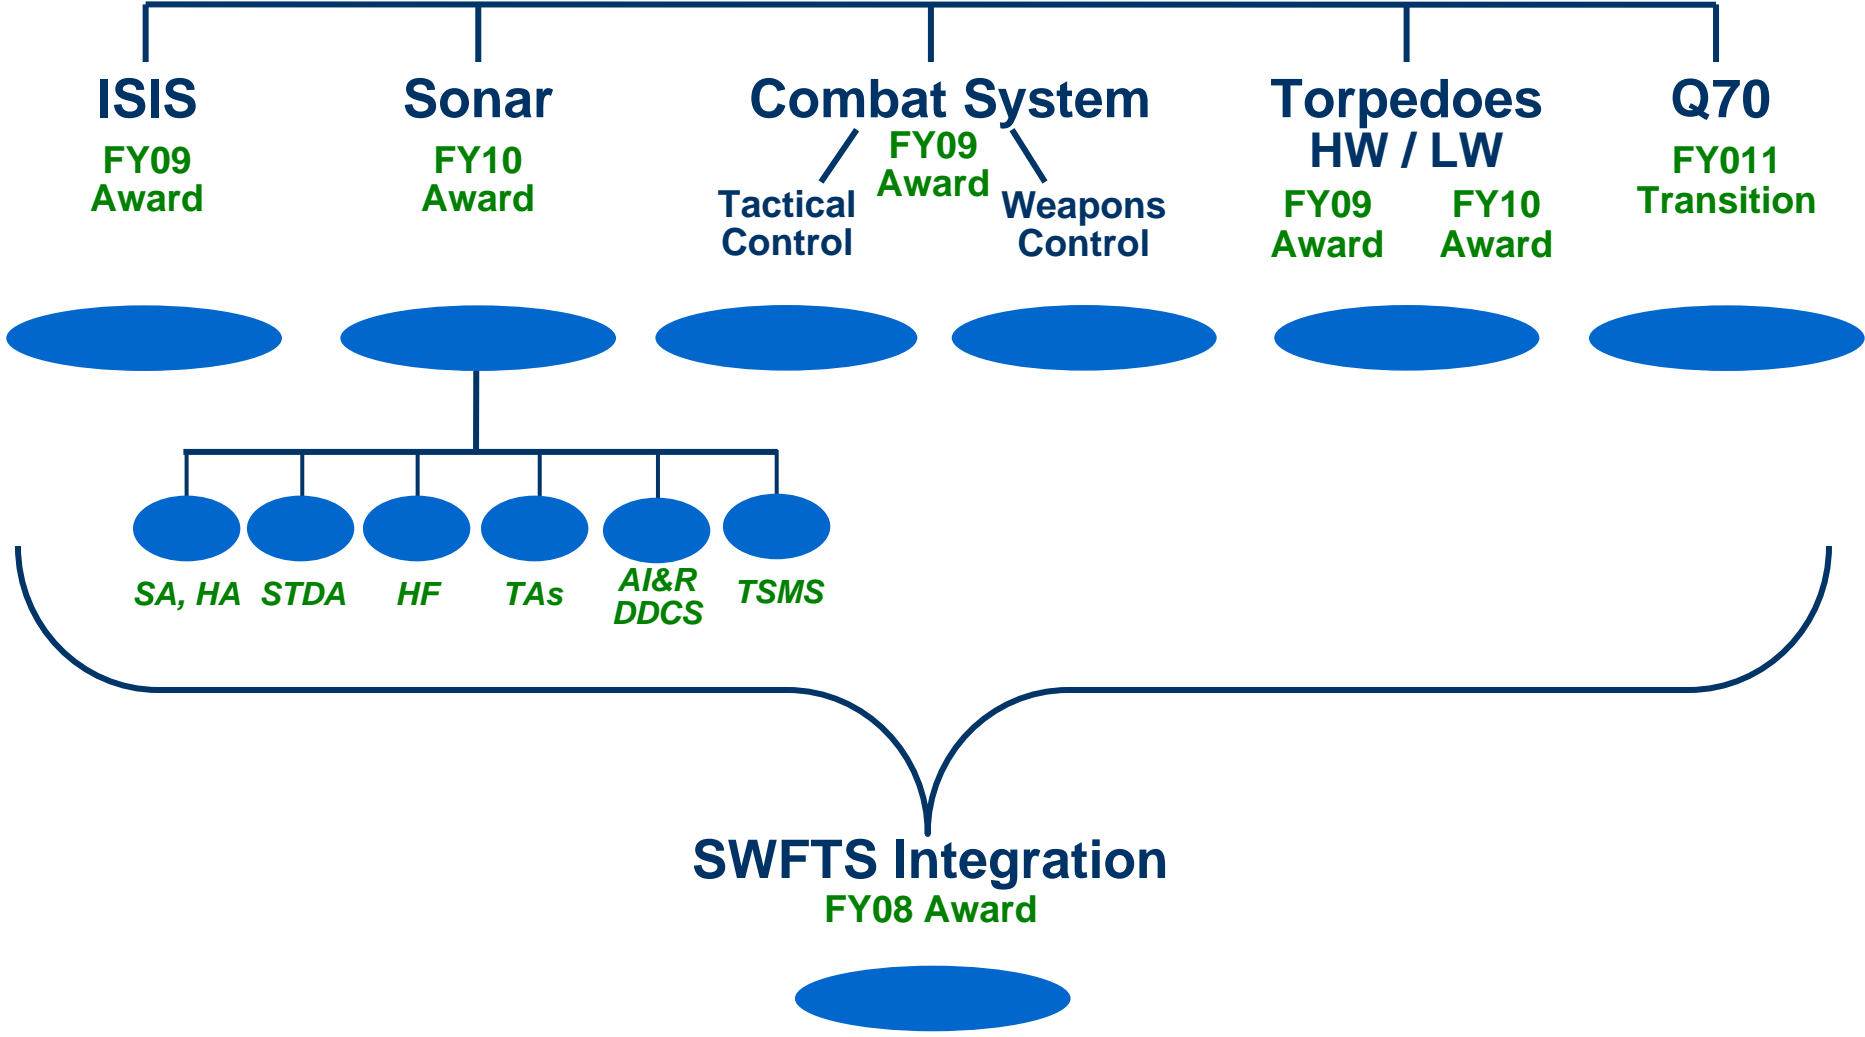 ISIS
FY09
Award
Sonar
FY10
Award
Combat System
FY09
Award
Tactical
Control
Weapons
Control
Torpedoes
HW / LW
FY09
Award
FY10
Award
Q70
FY011
Transition
SA, HA
STDA
HF
TAs
AI&R
DDCS
TSMS
SWFTS Integration
FY08 Award